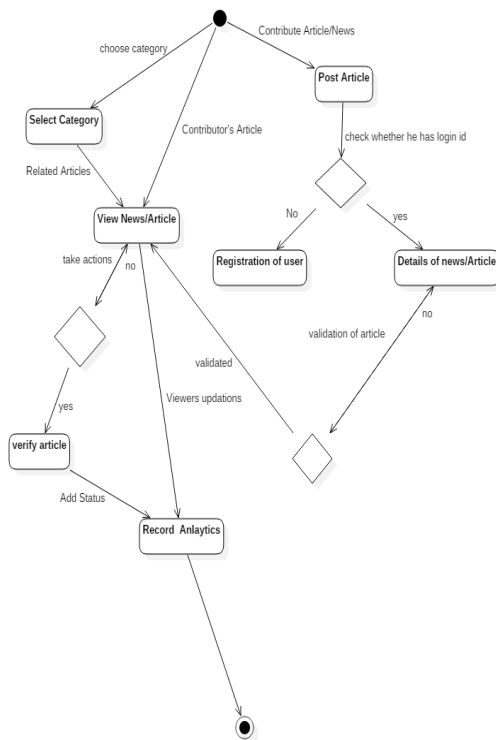 Contribute Article/News
choose category
Post Article
Select Category
Contributor's Article
check whether he has login id
Related Articles
No
yes
View News/Article
take actions
no
Registration of user
Details of news/Article
no
validation of article
validated
Viewers updations
yes
verify article
Add Status
Record Anlaytics